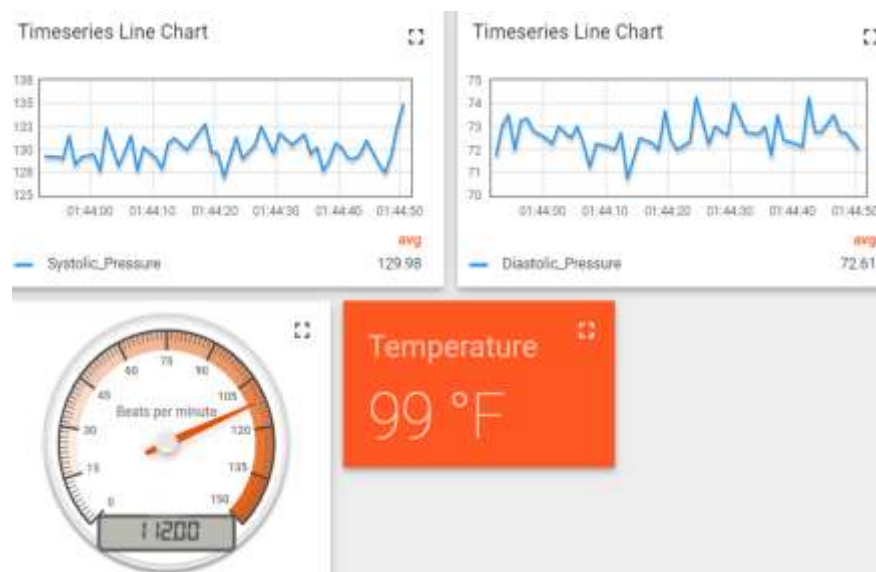 Timeseries Line Chart
138
135
133
130
128
125
01:44:00 01:44:10 01:44:20 01:44:30 01:44:40 01:44:50
avg
Systolic_Pressure 129.98
Timeseries Line Chart
75
74
73
72
71
70
01:44:00 01:44:10 01:44:20 01:44:30 01:44:40 01:44:50
avg
Diastolic_Pressure 72.61
0
15
30
45
60
75
90
105
120
135
150
Beats per minute
112.00
Temperature
99 °F